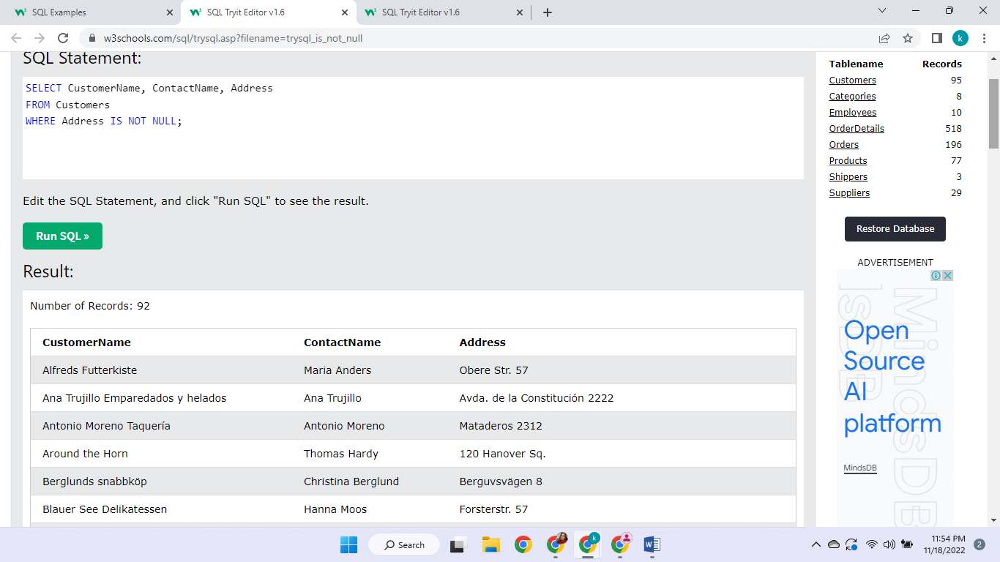 SQL Examples
SQL Tryit Editor v1.6
SQL Tryit Editor v1.6
w3schools.com/sql/trysql.asp?filename=trysql_is_not_null
k
SQL Statement:
SELECT CustomerName, ContactName, Address
FROM Customers
WHERE Address IS NOT NULL;
Edit the SQL Statement, and click "Run SQL" to see the result.
Run SQL »
Result:
Number of Records: 92
CustomerName ContactName Address
Alfreds Futterkiste Maria Anders Obere Str. 57
Ana Trujillo Emparedados y helados Ana Trujillo Avda. de la Constitución 2222
Antonio Moreno Taquería Antonio Moreno Mataderos 2312
Around the Horn Thomas Hardy 120 Hanover Sq.
Berglunds snabbköp Christina Berglund Berguvsvägen 8
Blauer See Delikatessen Hanna Moos Forsterstr. 57
Tablename Records
Customers 95
Categories 8
Employees 10
OrderDetails 518
Orders 196
Products 77
Shippers 3
Suppliers 29
Restore Database
ADVERTISEMENT
Open
Source
AI
platform
MindsDB
MindsDB
Search
k
11:54 PM
11/18/2022
2